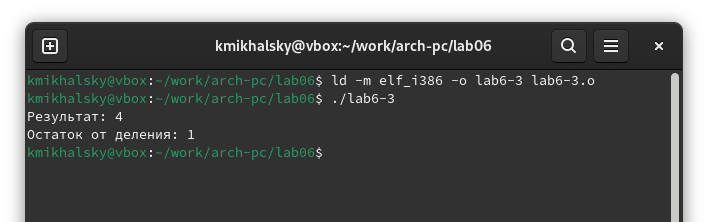 kmikhalsky@vbox:~/work/arch-pc/lab06
kmikhalsky@vbox:~/work/arch-pc/lab06$ ld -m elf_i386 -o lab6-3 lab6-3.o
kmikhalsky@vbox:~/work/arch-pc/lab06$ ./lab6-3
Результат: 4
Остаток от деления: 1
kmikhalsky@vbox:~/work/arch-pc/lab06$